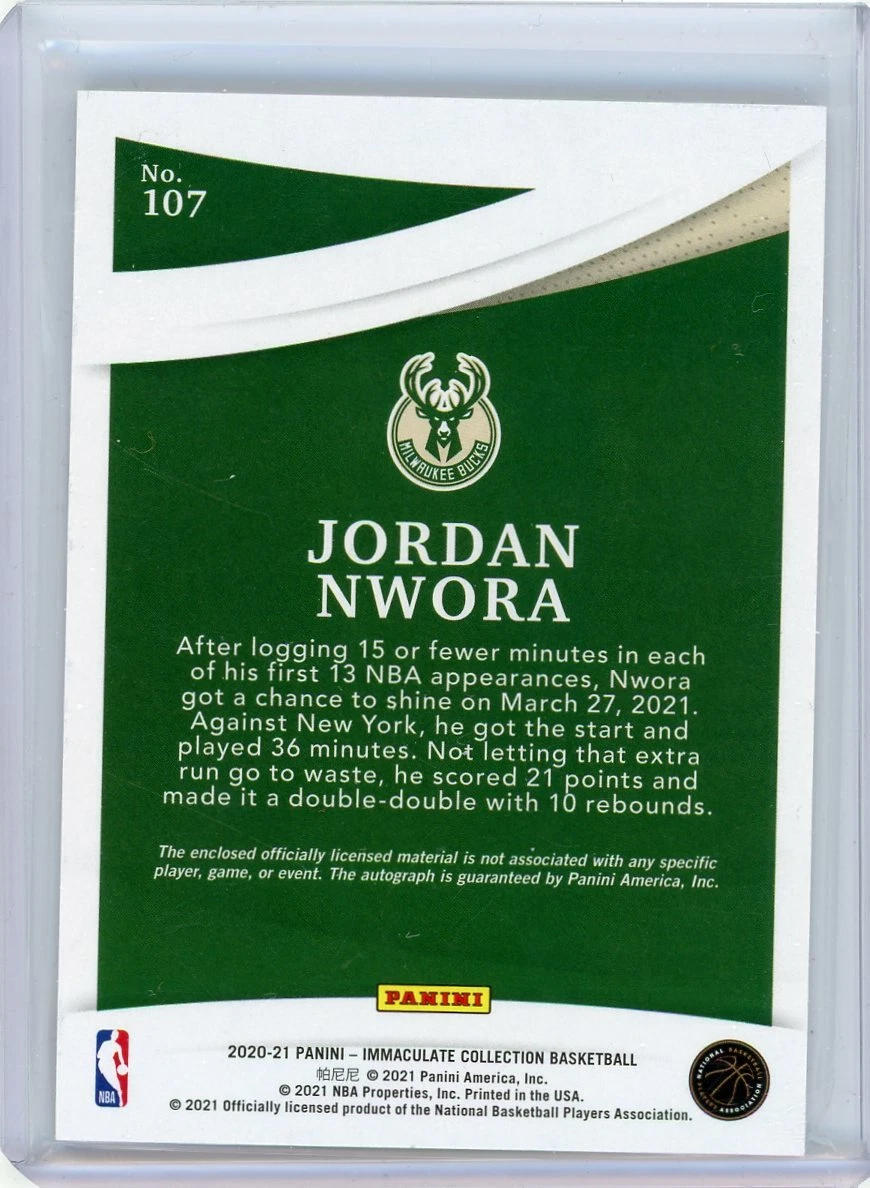 No.
107
MILWAUKEE BUCKS
JORDAN
NWORA
After logging 15 or fewer minutes in each
of his first 13 NBA appearances, Nwora
got a chance to shine on March 27, 2021.
Against New York, he got the start and
played 36 minutes. Not letting that extra
run go to waste, he scored 21 points and
made it a double-double with 10 rebounds.
The enclosed officially licensed material is not associated with any specific
player, game, or event. The autograph is guaranteed by Panini America, Inc.
PANINI
2020-21 PANINI – IMMACULATE COLLECTION BASKETBALL
帕尼尼 © 2021 Panini America, Inc.
© 2021 NBA Properties, Inc. Printed in the USA.
© 2021 Officially licensed product of the National Basketball Players Association.
NBA
NATIONAL BASKETBALL
PLAYERS ASSOCIATION